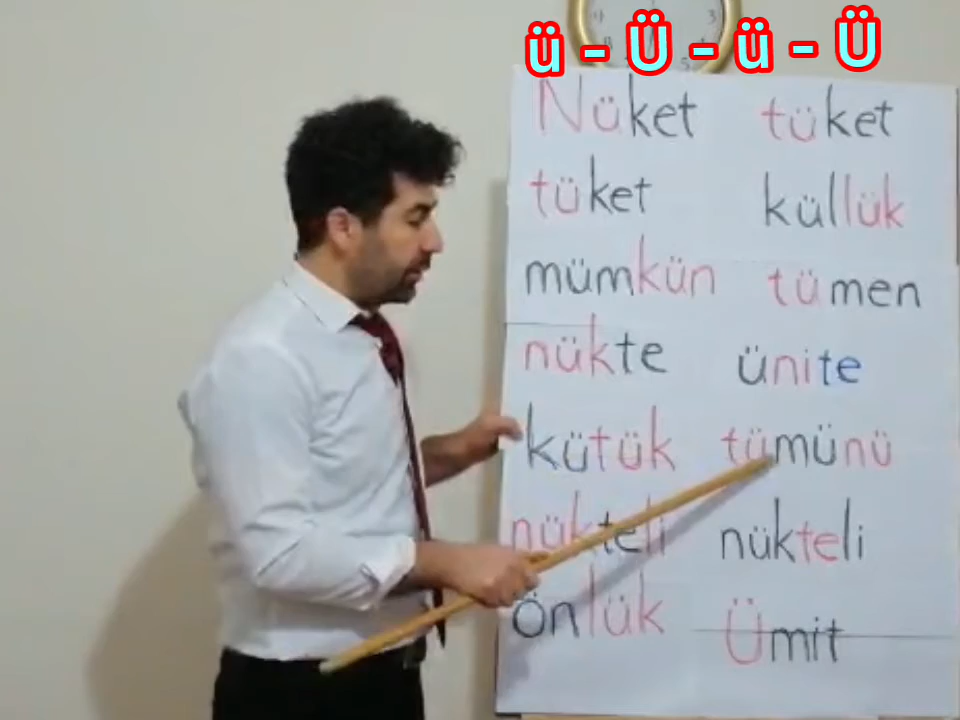 ü - Ü - ü - Ü
Nüket tüket
tüket küllük
mümkün tümen
nükte ünite
kütük tümünü
nükteli nükteli
önlük Ümit